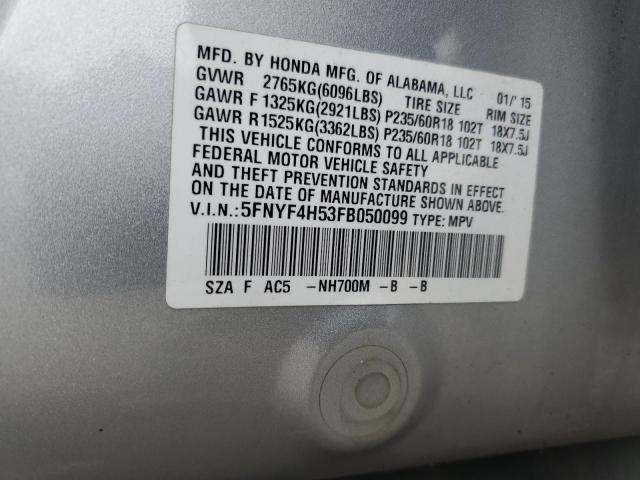 MFD. BY HONDA MFG. OF ALABAMA, LLC 01/'15
GVWR 2765KG(6096LBS) TIRE SIZE RIM SIZE
GAWR F 1325KG(2921LBS) P235/60R18 102T 18X7.5J
GAWR R1525KG(3362LBS) P235/60R18 102T 18X7.5J
THIS VEHICLE CONFORMS TO ALL APPLICABLE
FEDERAL MOTOR VEHICLE SAFETY
AND THEFT PREVENTION STANDARDS IN EFFECT
ON THE DATE OF MANUFACTURE SHOWN ABOVE.
V.I.N.:5FNYF4H53FB050099 TYPE: MPV
SZA F AC5 -NH700M -B -B